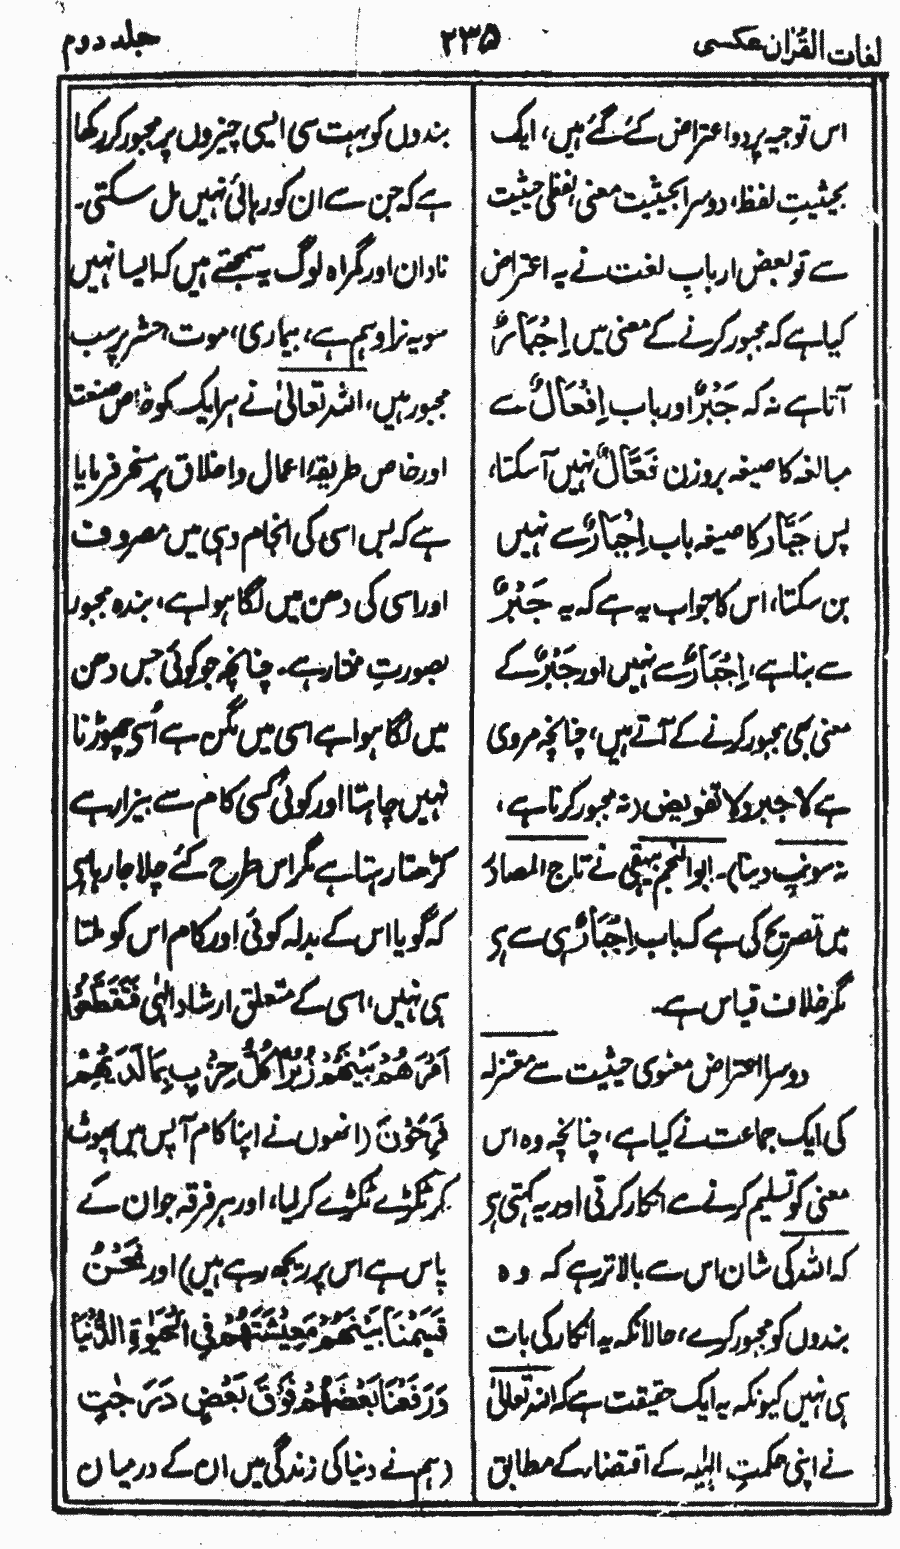 لغات القرآن عکسی
۲۳۵
جلد دوم
اس توجیہ پر دو اعتراض کئے گئے ہیں، ایک
بحیثیتِ لفظ، دوسرا بحیثیت معنیٰ لفظی حیثیت
سے تو بعض اربابِ لغت نے یہ اعتراض
کیا ہے کہ مجبور کرنے کے معنی میں اِجْبَارٌ
آتا ہے نہ کہ جَبْرٌ اور باب اِفْعَالٌ سے
مبالغہ کا صیغہ بروزن فَعَّالٌ نہیں آ سکتا،
پس جَبَّار کا صیغہ باب اِجْبَارٌ سے نہیں
بن سکتا، اس کا جواب یہ ہے کہ یہ جَبْرٌ
سے بنا ہے، اِجْبَارٌ سے نہیں اور جَبْرٌ کے
معنی بھی مجبور کرنے کے آتے ہیں، چنانچہ مروی
ہے لا جبر ولا تفویض (نہ مجبور کرنا ہے،
نہ سونپ دینا)۔ ابو النجم بیہقی نے تاج المصادر
میں تصریح کی ہے کہ باب اِجْبَارٌ ہی سے ہے
مگر خلاف قیاس ہے۔
دوسرا اعتراض معنوی حیثیت سے معتزلہ
کی ایک جماعت نے کیا ہے، چنانچہ وہ اس
معنی کو تسلیم کرنے سے انکار کرتی اور یہ کہتی ہے
کہ اللہ کی شان اس سے بالاتر ہے کہ وہ
بندوں کو مجبور کرے، حالانکہ یہ انکار کی بات
ہی نہیں کیونکہ یہ ایک حقیقت ہے کہ اللہ تعالیٰ
نے اپنی حکمتِ الٰہیہ کے اقتضاء کے مطابق
بندوں کو بہت سی ایسی چیزوں پر مجبور کر رکھا
ہے کہ جن سے ان کو رہائی نہیں مل سکتی۔
نادان اور گمراہ لوگ یہ سمجھتے ہیں کہ ایسا نہیں
سو یہ نرا وہم ہے، بیماری، موت، حشر پر سب
مجبور ہیں، اللہ تعالیٰ نے ہر ایک کو خاص صنعت
اور خاص طریقۂ اعمال و اخلاق پر مسخر فرمایا
ہے کہ بس اسی کی انجام دہی میں مصروف
اور اسی کی دھن میں لگا ہوا ہے، بندہ مجبور
بصورتِ مختار ہے۔ چنانچہ جو کوئی جس دھن
میں لگا ہوا ہے اسی میں مگن ہے اُسی چھوڑنا
نہیں چاہتا اور کوئی کسی کام سے بیزار ہے
کڑھتا رہتا ہے مگر اس طرح کئے چلا جا رہا ہے
کہ گویا اس کے بدلہ کوئی اور کام اس کو ملتا
ہی نہیں، اسی کے متعلق ارشاد الٰہی فَتَقَطَّعُوْا
اَمْرَهُمْ بَيْنَهُمْ زُبُرًا كُلُّ حِزْبٍ بِمَا لَدَيْهِمْ
فَرِحُوْنَ (انھوں نے اپنا کام آپس میں پھوٹ
کر ٹکڑے ٹکڑے کر لیا، اور ہر فرقہ جو ان کے
پاس ہے اس پر ریجھ رہے ہیں) اور نَحْنُ
قَسَمْنَا بَيْنَهُمْ مَعِيْشَتَهُمْ فِي الْحَيٰوةِ الدُّنْيَا
وَرَفَعْنَا بَعْضَهُمْ فَوْقَ بَعْضٍ دَرَجٰتٍ
(ہم نے دنیا کی زندگی میں ان کے درمیان